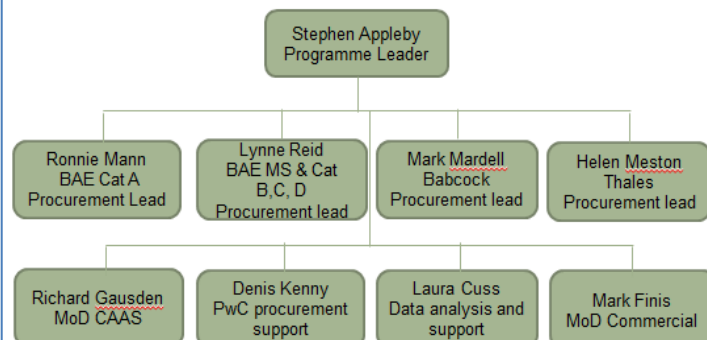 Stephen Appleby
Programme Leader
Ronnie Mann
BAE Cat A
Procurement Lead
Lynne Reid
BAE MS & Cat
B,C, D
Procurement lead
Mark Mardell
Babcock
Procurement lead
Helen Meston
Thales
Procurement lead
Richard Gausden
MoD CAAS
Denis Kenny
PwC procurement
support
Laura Cuss
Data analysis and
support
Mark Finis
MoD Commercial